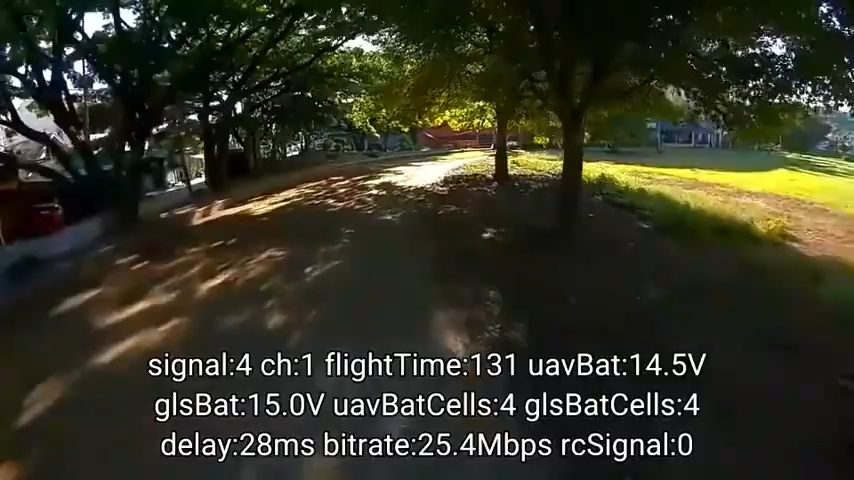 signal:4 ch:1 flightTime:131 uavBat:14.5V
glsBat:15.0V uavBatCells:4 glsBatCells:4
delay:28ms bitrate:25.4Mbps rcSignal:0